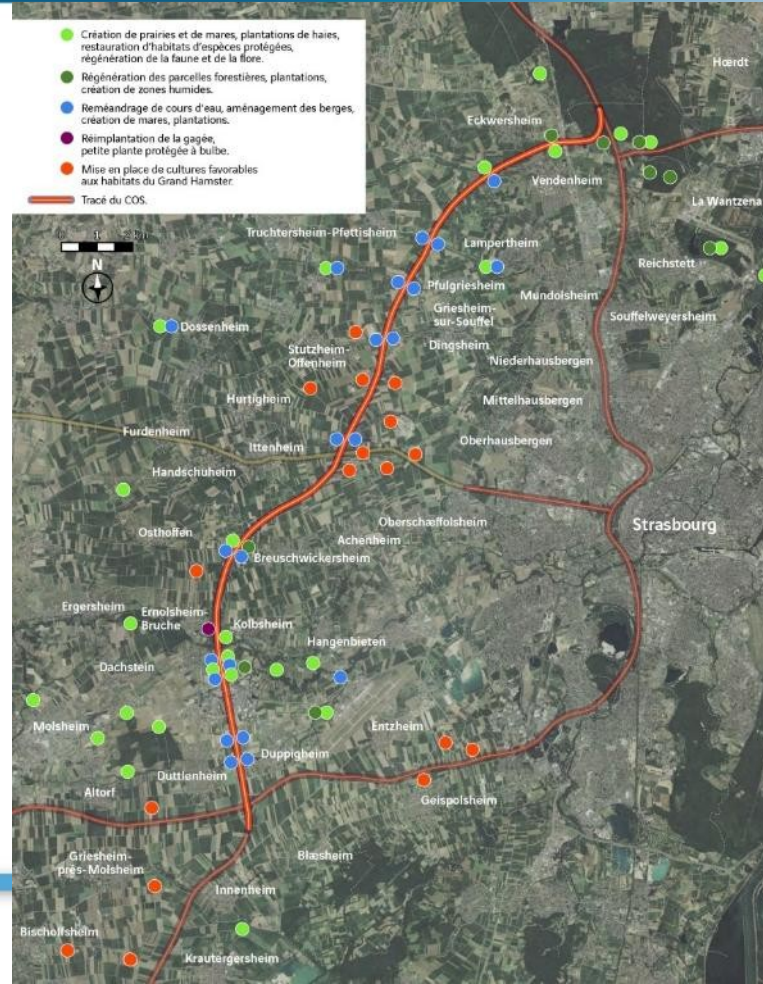 Création de prairies et de mares, plantations de haies,
restauration d'habitats d'espèces protégées,
régénération de la faune et de la flore.
Régénération des parcelles forestières, plantations,
création de zones humides.
Reméandrage de cours d'eau, aménagement des berges,
création de mares, plantations.
Réimplantation de la gagée,
petite plante protégée à bulbe.
Mise en place de cultures favorables
aux habitats du Grand Hamster.
Tracé du COS.
N
Hœrdt
Eckwersheim
Vendenheim
La Wantzena
Truchtersheim-Pfettisheim
Lampertheim
Reichstett
Pfulgriesheim
Mundolsheim
Griesheim-
sur-Souffel
Souffelweyersheim
Dossenheim
Dingsheim
Stutzheim-
Offenheim
Niederhausbergen
Hurtigheim
Mittelhausbergen
Furdenheim
Ittenheim
Oberhausbergen
Handschuheim
Oberschæffolsheim
Strasbourg
Osthoffen
Achenheim
Breuschwickersheim
Ergersheim
Ernolsheim-
Bruche
Kolbsheim
Hangenbieten
Dachstein
Molsheim
Entzheim
Duppigheim
Duttlenheim
Altorf
Geispolsheim
Griesheim-
près-Molsheim
Blæsheim
Innenheim
Bischoffsheim
Krautergersheim